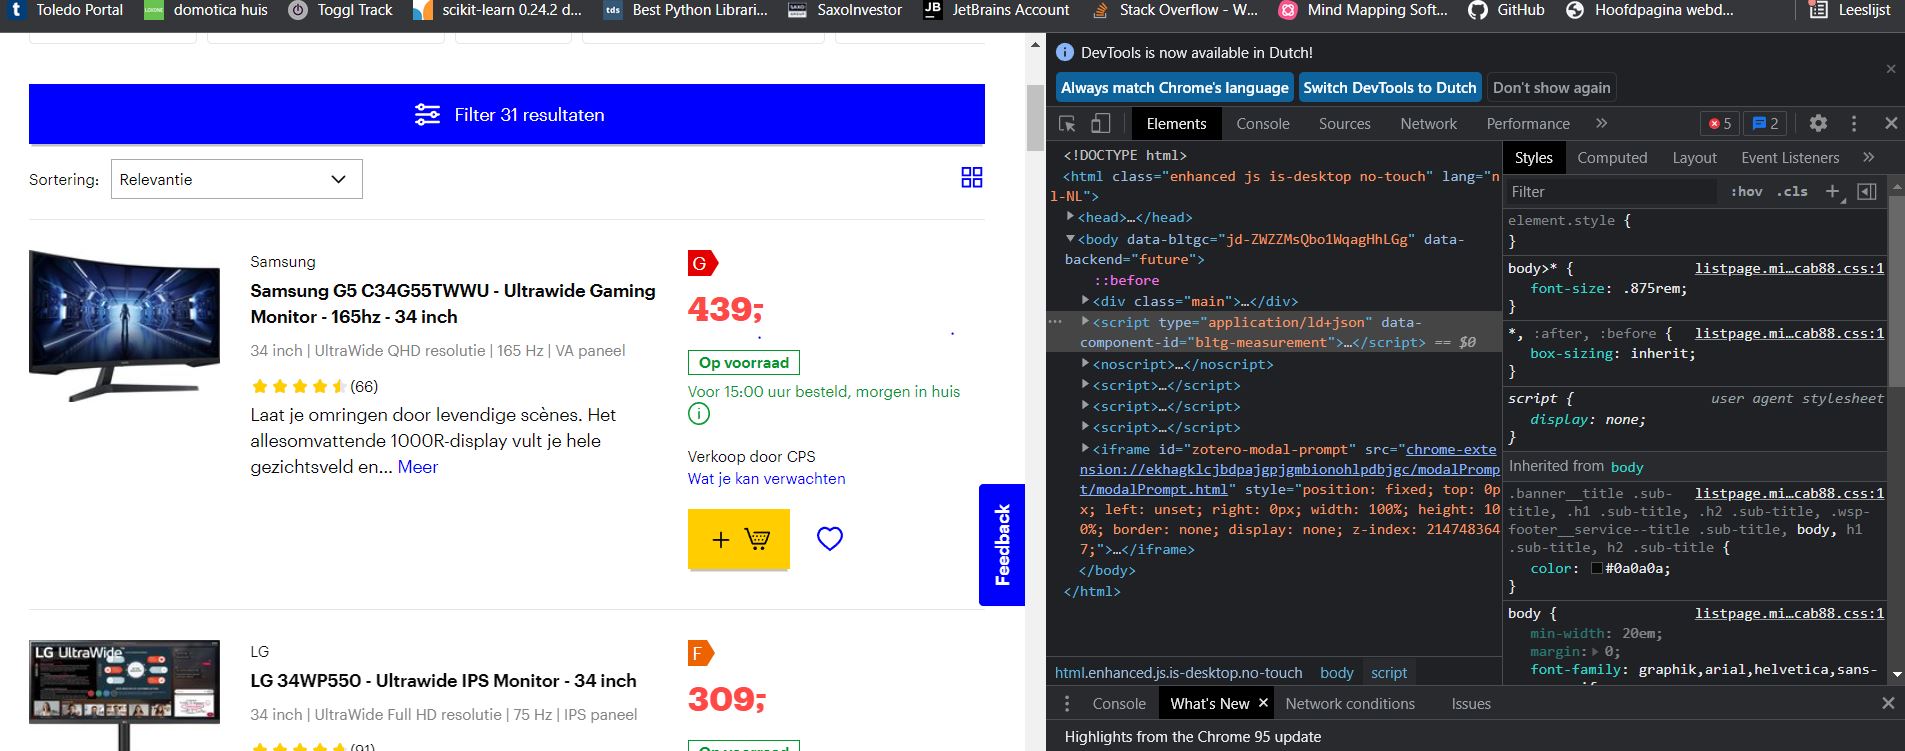 Toledo Portal
domotica huis
Toggl Track
scikit-learn 0.24.2 d...
tds
Best Python Librari...
SaxoInvestor
JB
JetBrains Account
Stack Overflow - W...
Mind Mapping Soft...
GitHub
Hoofdpagina webd...
Leeslijst
Filter 31 resultaten
Sortering:
Relevantie
Samsung
Samsung G5 C34G55TWWU - Ultrawide Gaming
Monitor - 165hz - 34 inch
34 inch | UltraWide QHD resolutie | 165 Hz | VA paneel
(66)
Laat je omringen door levendige scènes. Het
allesomvattende 1000R-display vult je hele
gezichtsveld en... Meer
G
439,-
Op voorraad
Voor 15:00 uur besteld, morgen in huis
Verkoop door CPS
Wat je kan verwachten
Feedback
LG UltraWide
LG
LG 34WP550 - Ultrawide IPS Monitor - 34 inch
34 inch | UltraWide Full HD resolutie | 75 Hz | IPS paneel
(91)
F
309,-
Op voorraad
DevTools is now available in Dutch!
Always match Chrome's language
Switch DevTools to Dutch
Don't show again
Elements
Console
Sources
Network
Performance
5
2
<!DOCTYPE html>
<html class="enhanced js is-desktop no-touch" lang="n
l-NL">
<head>…</head>
<body data-bltgc="jd-ZWZZMsQbo1WqagHhLGg" data-
backend="future">
::before
<div class="main">…</div>
<script type="application/ld+json" data-
component-id="bltg-measurement">…</script> == $0
<noscript>…</noscript>
<script>…</script>
<script>…</script>
<script>…</script>
<iframe id="zotero-modal-prompt" src="chrome-exte
nsion://ekhagklcjbdpajgpjgmbionohlpdbjgc/modalPromp
t/modalPrompt.html" style="position: fixed; top: 0p
x; left: unset; right: 0px; width: 100%; height: 10
0%; border: none; display: none; z-index: 214748364
7;">…</iframe>
</body>
</html>
html.enhanced.js.is-desktop.no-touch
body
script
Styles
Computed
Layout
Event Listeners
Filter
:hov
.cls
element.style {
}
body>* {
listpage.mi…cab88.css:1
font-size: .875rem;
}
*, :after, :before {
listpage.mi…cab88.css:1
box-sizing: inherit;
}
script {
user agent stylesheet
display: none;
}
Inherited from body
.banner__title .sub-
listpage.mi…cab88.css:1
title, .h1 .sub-title, .h2 .sub-title, .wsp-
footer__service--title .sub-title, body, h1
.sub-title, h2 .sub-title {
color: #0a0a0a;
}
body {
listpage.mi…cab88.css:1
min-width: 20em;
margin: 0;
font-family: graphik,arial,helvetica,sans-
Console
What's New
Network conditions
Issues
Highlights from the Chrome 95 update